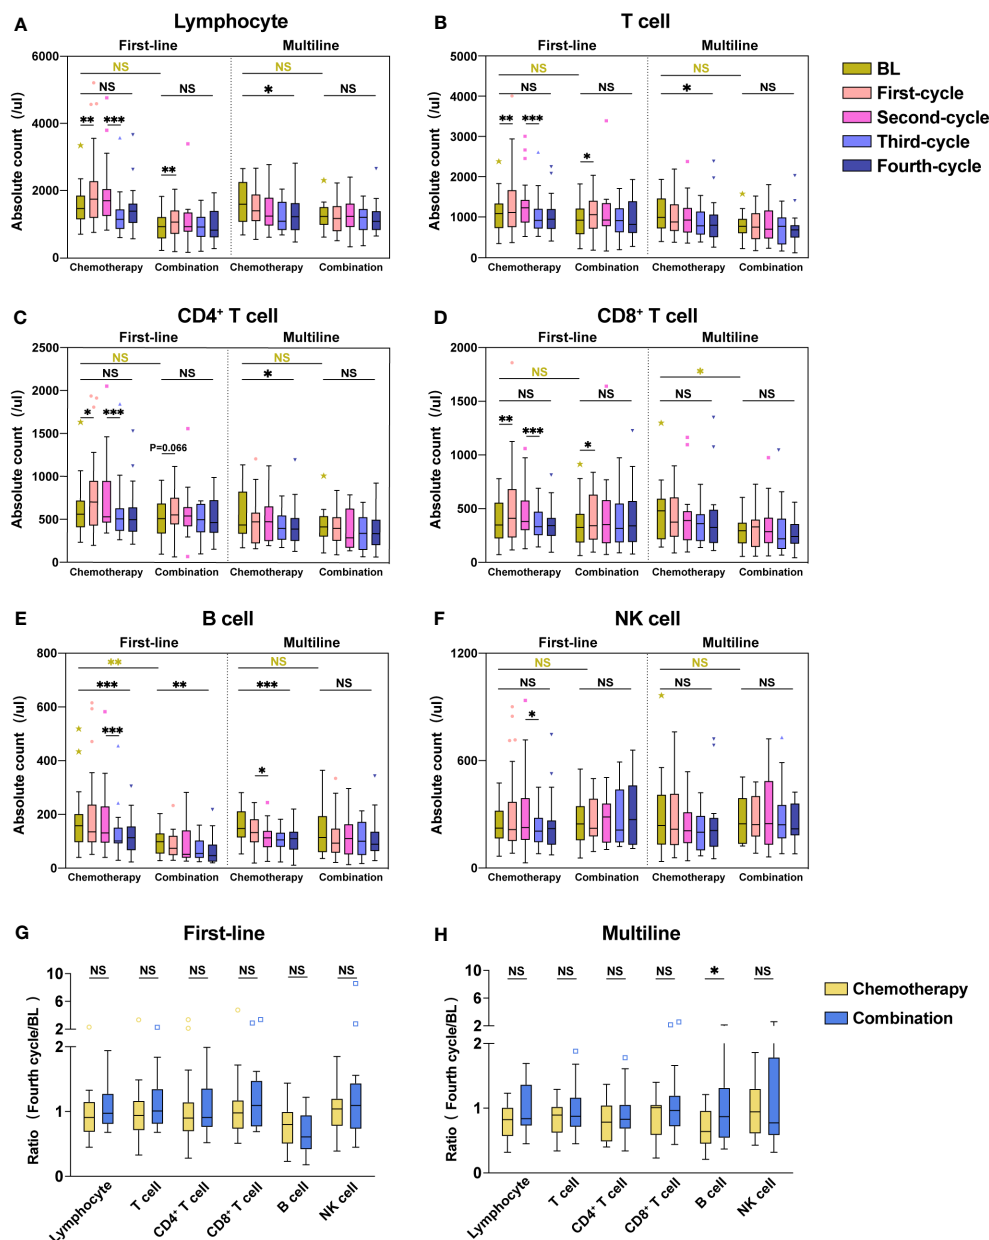 A Lymphocyte
First-line Multiline
Absolute count (/ul)
6000
4000
2000
0
NS
NS
NS
NS
*
NS
**
***
**
Chemotherapy Combination Chemotherapy Combination
B T cell
First-line Multiline
Absolute count (/ul)
5000
4000
3000
2000
1000
0
NS
NS
NS
NS
*
NS
**
***
*
Chemotherapy Combination Chemotherapy Combination
BL
First-cycle
Second-cycle
Third-cycle
Fourth-cycle
C CD4+ T cell
First-line Multiline
Absolute count (/ul)
2500
2000
1500
1000
500
0
NS
NS
NS
NS
*
NS
*
***
P=0.066
Chemotherapy Combination Chemotherapy Combination
D CD8+ T cell
First-line Multiline
Absolute count (/ul)
2000
1500
1000
500
0
NS
*
NS
NS
NS
NS
**
***
*
Chemotherapy Combination Chemotherapy Combination
E B cell
First-line Multiline
Absolute count (/ul)
800
600
400
200
0
**
NS
***
**
***
NS
***
*
Chemotherapy Combination Chemotherapy Combination
F NK cell
First-line Multiline
Absolute count (/ul)
1200
600
0
NS
NS
NS
NS
NS
NS
*
Chemotherapy Combination Chemotherapy Combination
G First-line
Ratio ( Fourth cycle/BL)
10
8
6
4
2
2
1
0
NS NS NS NS NS NS
Lymphocyte
T cell
CD4+ T cell
CD8+ T cell
B cell
NK cell
H Multiline
Ratio ( Fourth cycle/BL)
10
8
6
4
2
2
1
0
NS NS NS NS * NS
Lymphocyte
T cell
CD4+ T cell
CD8+ T cell
B cell
NK cell
Chemotherapy
Combination